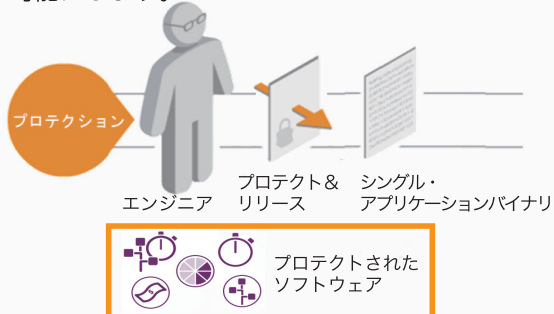 プロテクション
エンジニア
プロテクト＆
リリース
シングル・
アプリケーションバイナリ
プロテクトされた
ソフトウェア